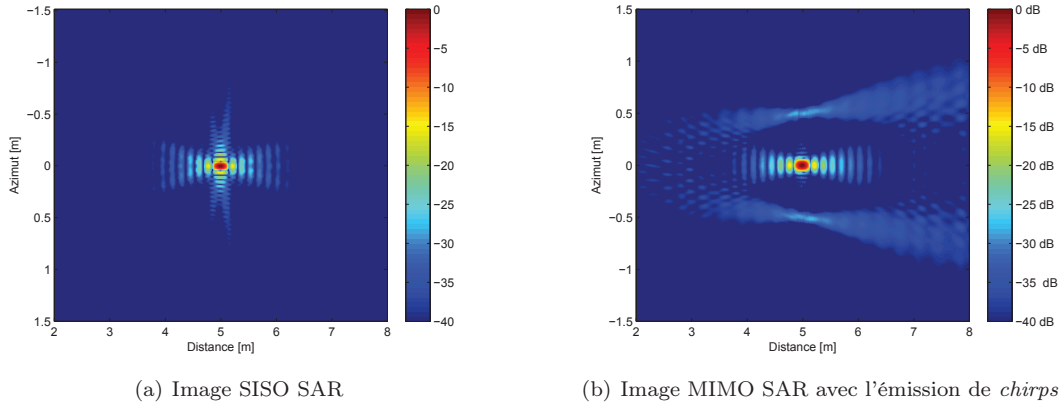 −1.5
−1
−0.5
0
0.5
1
1.5
Azimut [m]
2 3 4 5 6 7 8
Distance [m]
0
−5
−10
−15
−20
−25
−30
−35
−40
(a) Image SISO SAR
1.5
1
0.5
0
−0.5
−1
−1.5
Azimut [m]
2 3 4 5 6 7 8
Distance [m]
0 dB
−5 dB
−10 dB
−15 dB
−20 dB
−25 dB
−30 dB
−35 dB
−40 dB
(b) Image MIMO SAR avec l'émission de chirps